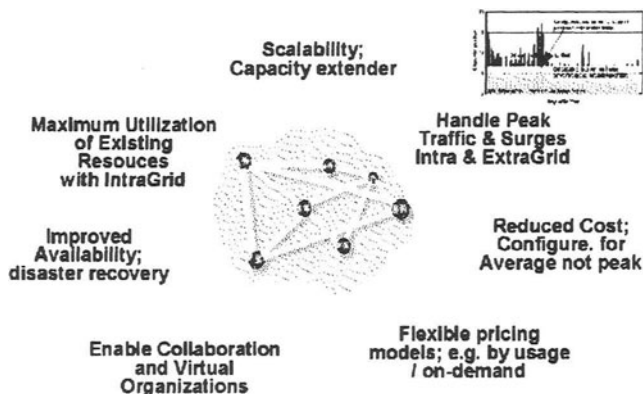 Scalability;
Capacity extender
Maximum Utilization
of Existing
Resouces
with IntraGrid
Handle Peak
Traffic & Surges
Intra & ExtraGrid
Improved
Availability;
disaster recovery
Reduced Cost;
Configure. for
Average not peak
Enable Collaboration
and Virtual
Organizations
Flexible pricing
models; e.g. by usage
/ on-demand